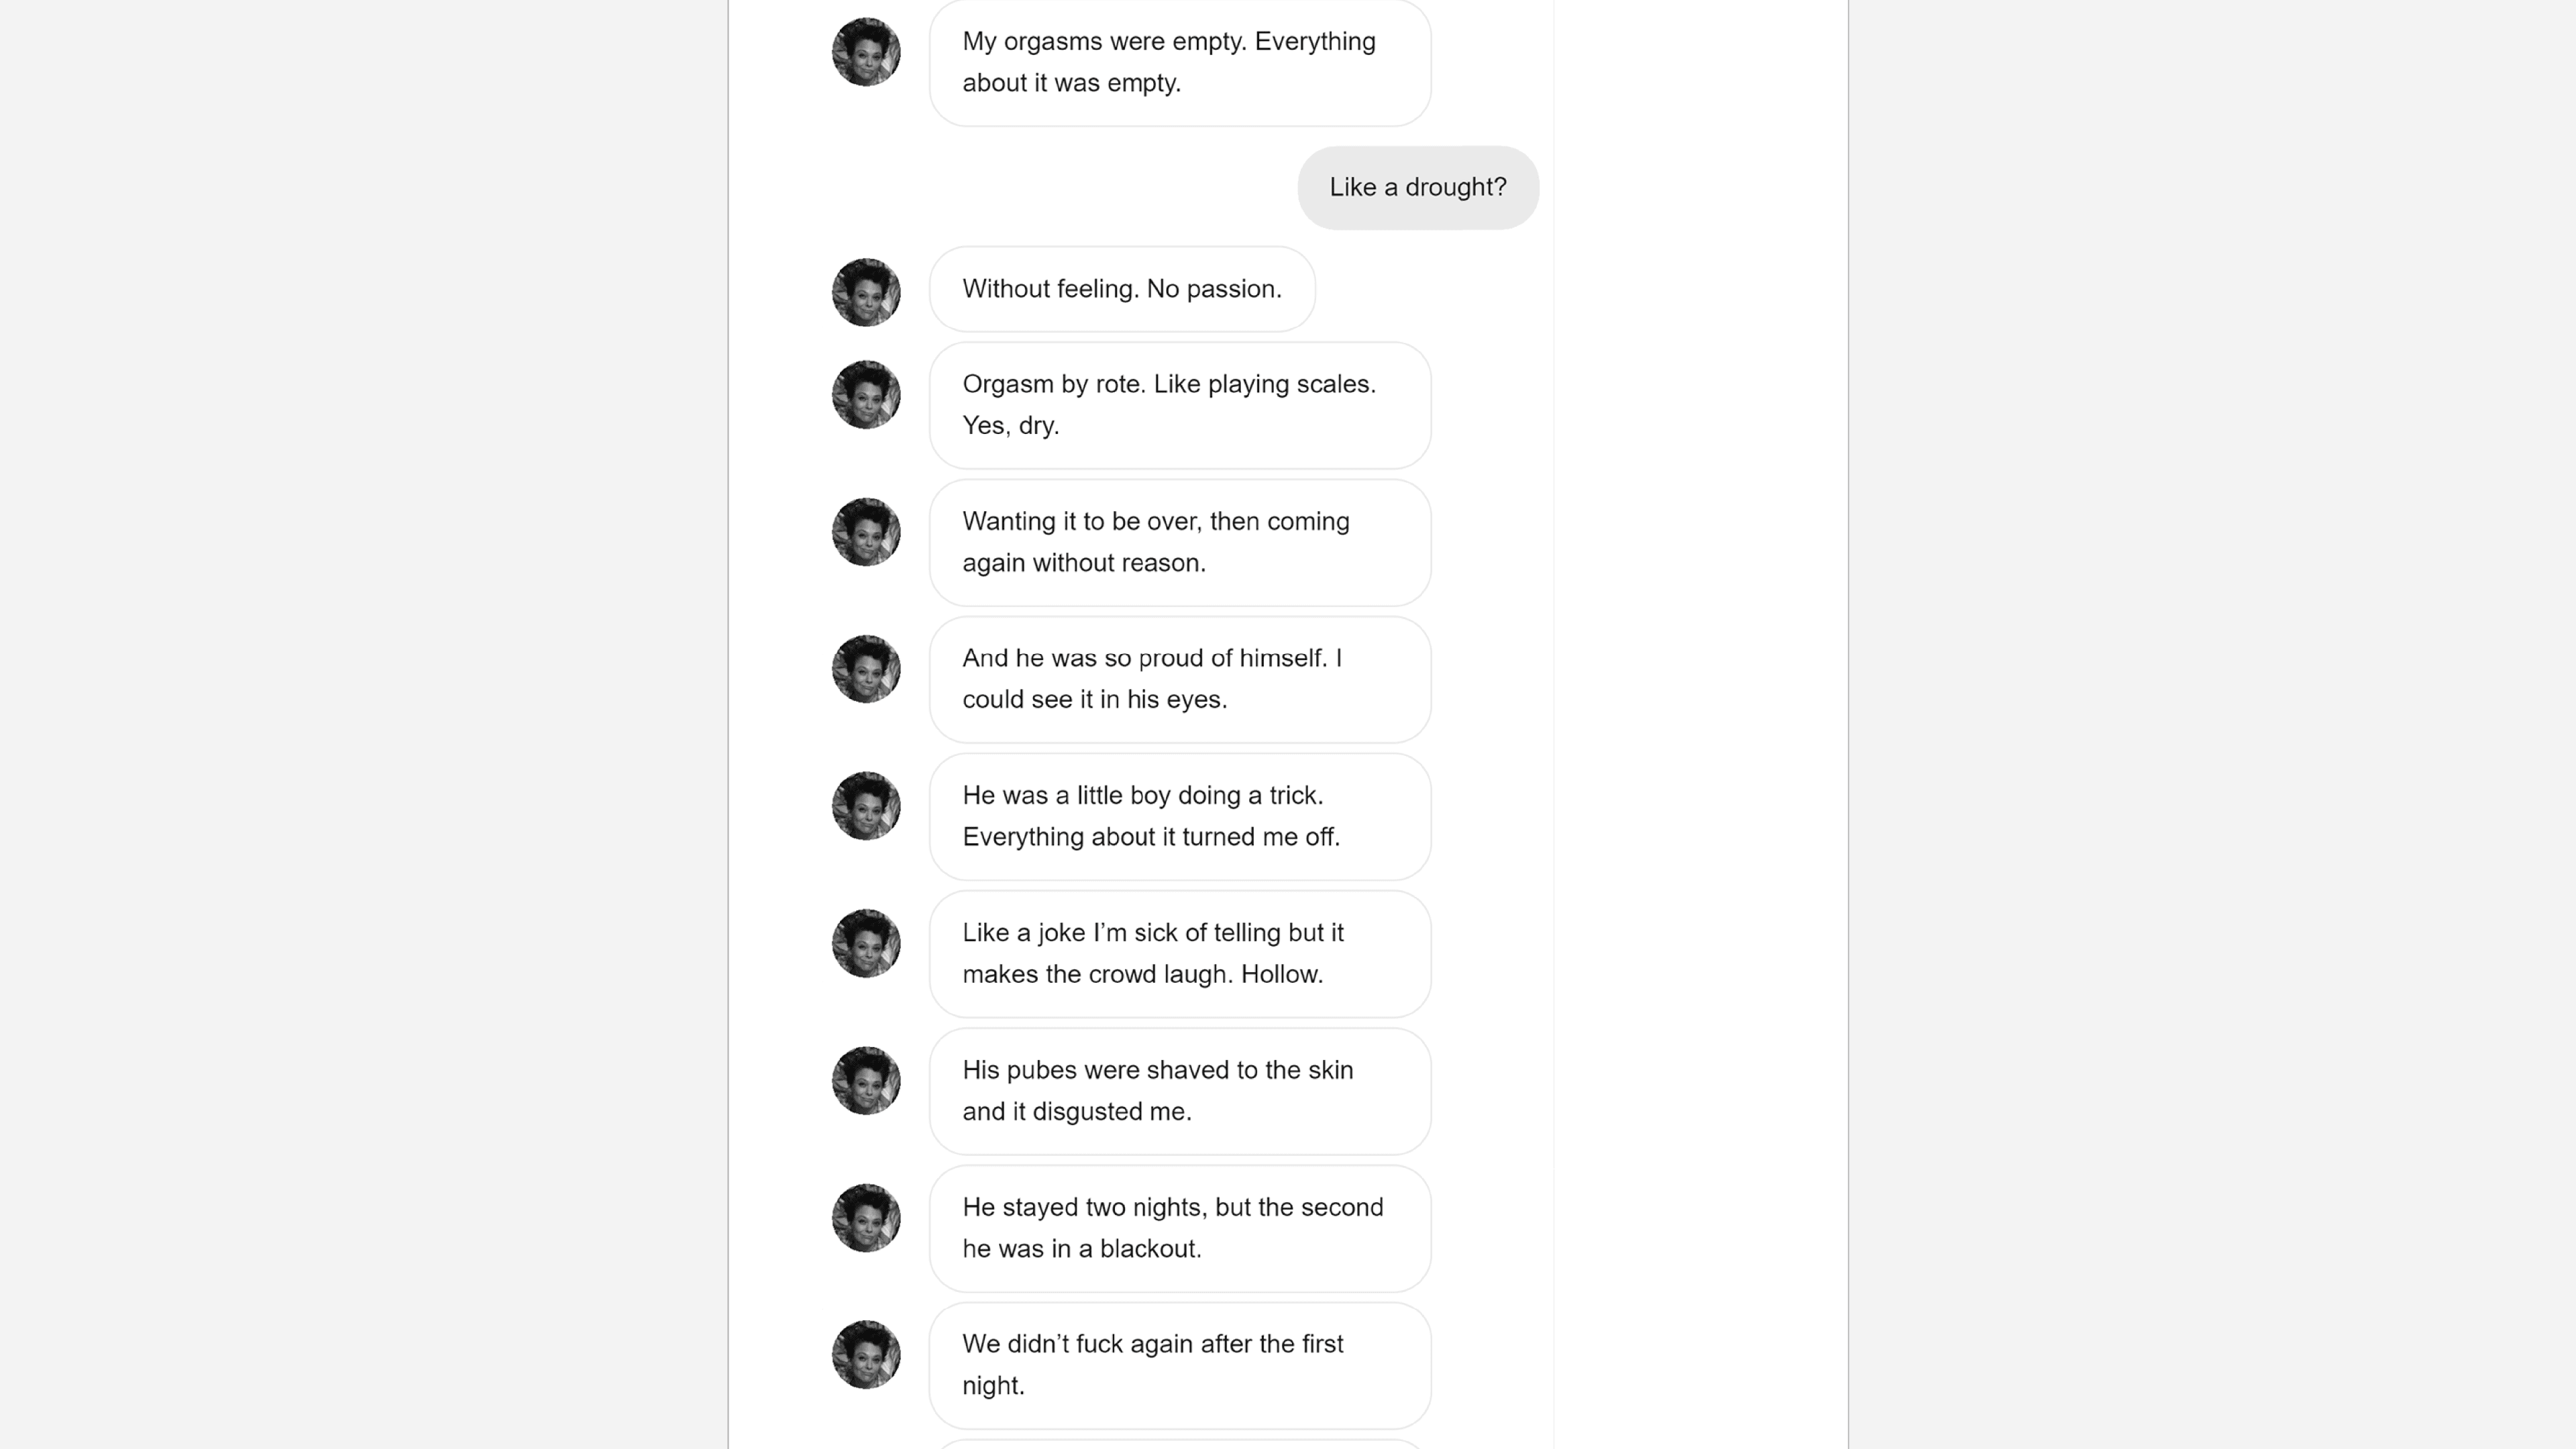 My orgasms were empty. Everything
about it was empty.
Like a drought?
Without feeling. No passion.
Orgasm by rote. Like playing scales.
Yes, dry.
Wanting it to be over, then coming
again without reason.
And he was so proud of himself. I
could see it in his eyes.
He was a little boy doing a trick.
Everything about it turned me off.
Like a joke I’m sick of telling but it
makes the crowd laugh. Hollow.
His pubes were shaved to the skin
and it disgusted me.
He stayed two nights, but the second
he was in a blackout.
We didn’t fuck again after the first
night.